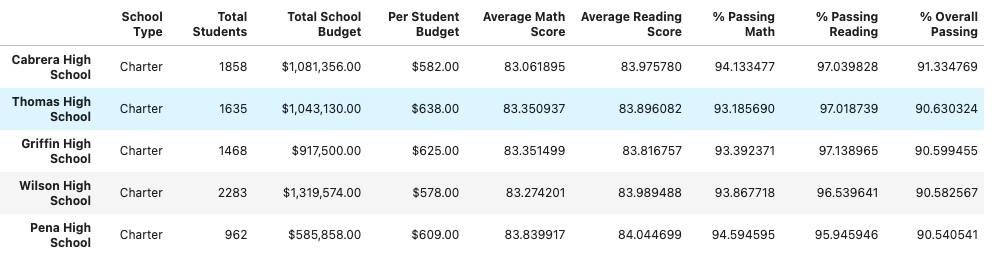 School Type Total Students Total School Budget Per Student Budget Average Math Score Average Reading Score % Passing Math % Passing Reading % Overall Passing
Cabrera High School Charter 1858 $1,081,356.00 $582.00 83.061895 83.975780 94.133477 97.039828 91.334769
Thomas High School Charter 1635 $1,043,130.00 $638.00 83.350937 83.896082 93.185690 97.018739 90.630324
Griffin High School Charter 1468 $917,500.00 $625.00 83.351499 83.816757 93.392371 97.138965 90.599455
Wilson High School Charter 2283 $1,319,574.00 $578.00 83.274201 83.989488 93.867718 96.539641 90.582567
Pena High School Charter 962 $585,858.00 $609.00 83.839917 84.044699 94.594595 95.945946 90.540541